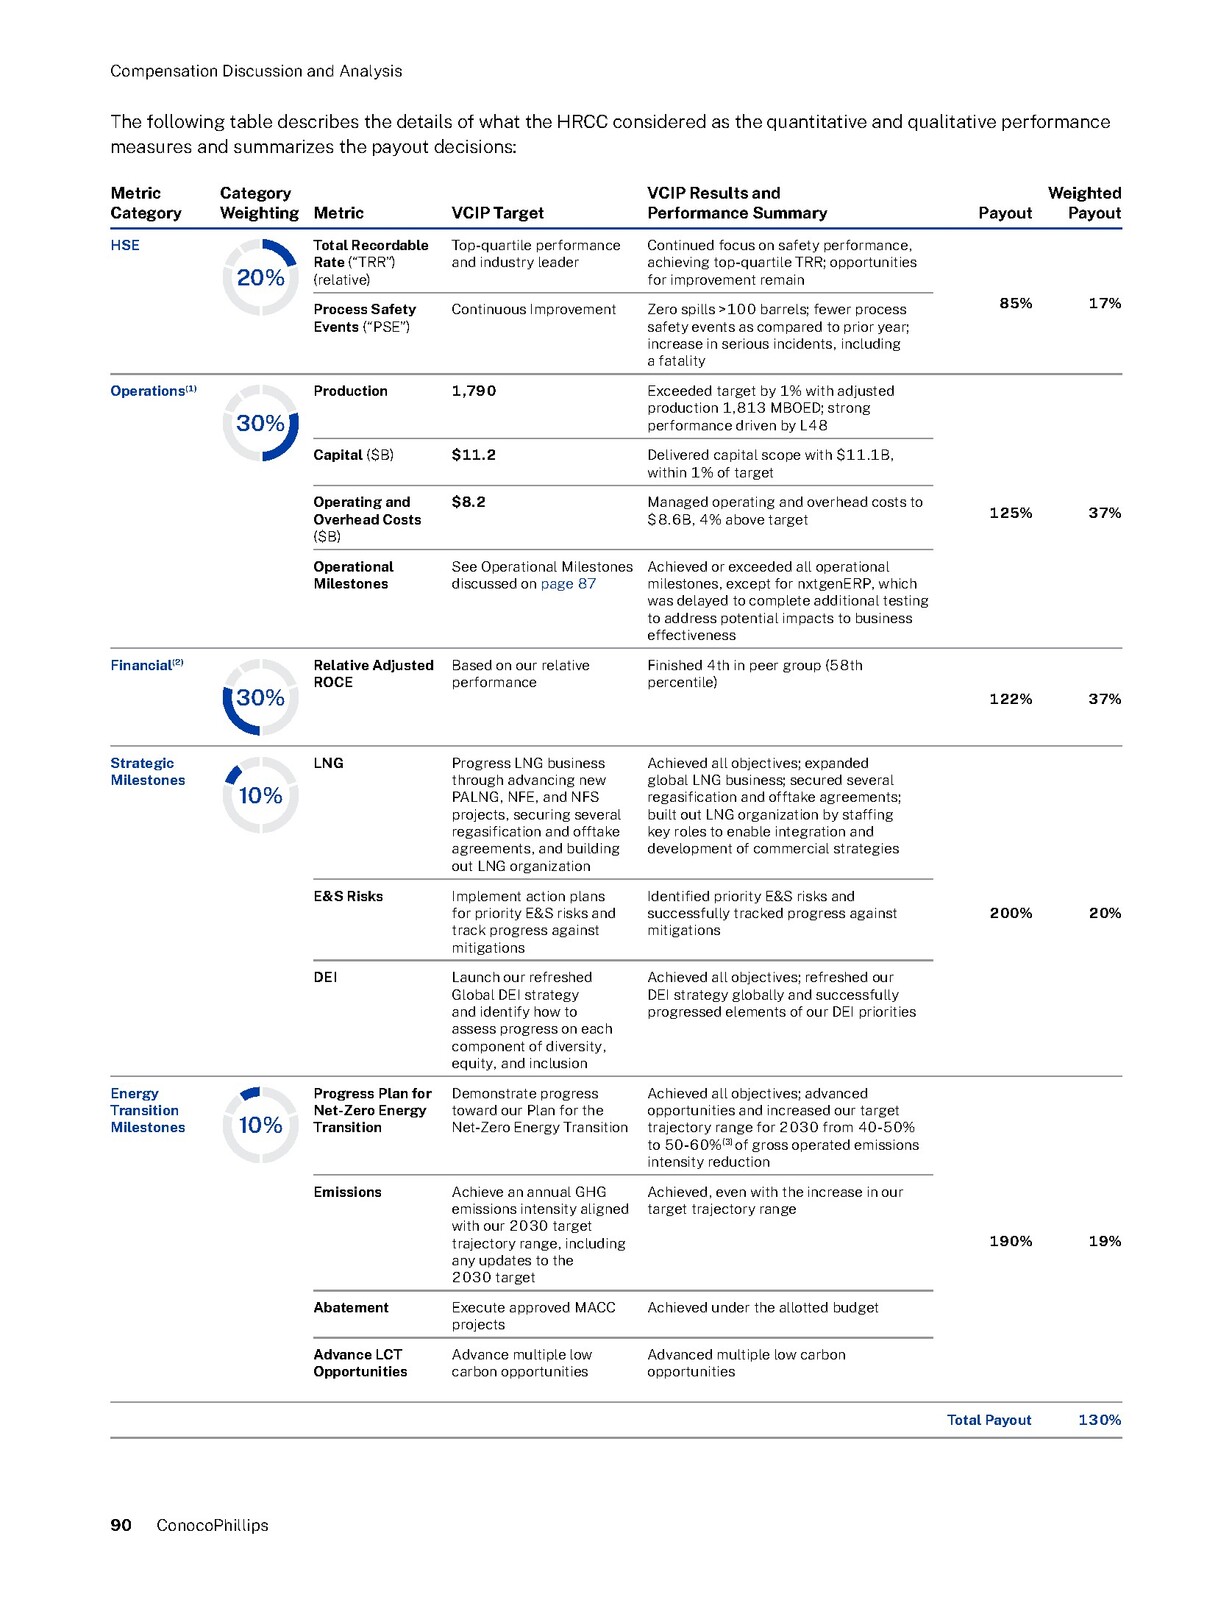 Compensation Discussion and Analysis
The following table describes the details of what the HRCC considered as the quantitative and qualitative performance
measures and summarizes the payout decisions:
Metric Category
Category Weighting
Metric
VCIP Target
VCIP Results and Performance Summary
Payout
Weighted Payout
HSE
20%
Total Recordable
Rate (“TRR”)
(relative)
Top-quartile performance
and industry leader
Continued focus on safety performance,
achieving top-quartile TRR; opportunities
for improvement remain
Process Safety
Events (“PSE”)
Continuous Improvement
Zero spills >100 barrels; fewer process
safety events as compared to prior year;
increase in serious incidents, including
a fatality
85%
17%
Operations(1)
30%
Production
1,790
Exceeded target by 1% with adjusted
production 1,813 MBOED; strong
performance driven by L48
Capital ($B)
$11.2
Delivered capital scope with $11.1B,
within 1% of target
Operating and
Overhead Costs
($B)
$8.2
Managed operating and overhead costs to
$8.6B, 4% above target
125%
37%
Operational
Milestones
See Operational Milestones
discussed on page 87
Achieved or exceeded all operational
milestones, except for nxtgenERP, which
was delayed to complete additional testing
to address potential impacts to business
effectiveness
Financial(2)
30%
Relative Adjusted
ROCE
Based on our relative
performance
Finished 4th in peer group (58th
percentile)
122%
37%
Strategic
Milestones
10%
LNG
Progress LNG business
through advancing new
PALNG, NFE, and NFS
projects, securing several
regasification and offtake
agreements, and building
out LNG organization
Achieved all objectives; expanded
global LNG business; secured several
regasification and offtake agreements;
built out LNG organization by staffing
key roles to enable integration and
development of commercial strategies
E&S Risks
Implement action plans
for priority E&S risks and
track progress against
mitigations
Identified priority E&S risks and
successfully tracked progress against
mitigations
200%
20%
DEI
Launch our refreshed
Global DEI strategy
and identify how to
assess progress on each
component of diversity,
equity, and inclusion
Achieved all objectives; refreshed our
DEI strategy globally and successfully
progressed elements of our DEI priorities
Energy
Transition
Milestones
10%
Progress Plan for
Net-Zero Energy
Transition
Demonstrate progress
toward our Plan for the
Net-Zero Energy Transition
Achieved all objectives; advanced
opportunities and increased our target
trajectory range for 2030 from 40-50%
to 50-60%(3) of gross operated emissions
intensity reduction
Emissions
Achieve an annual GHG
emissions intensity aligned
with our 2030 target
trajectory range, including
any updates to the
2030 target
Achieved, even with the increase in our
target trajectory range
190%
19%
Abatement
Execute approved MACC
projects
Achieved under the allotted budget
Advance LCT
Opportunities
Advance multiple low
carbon opportunities
Advanced multiple low carbon
opportunities
Total Payout
130%
90 ConocoPhillips